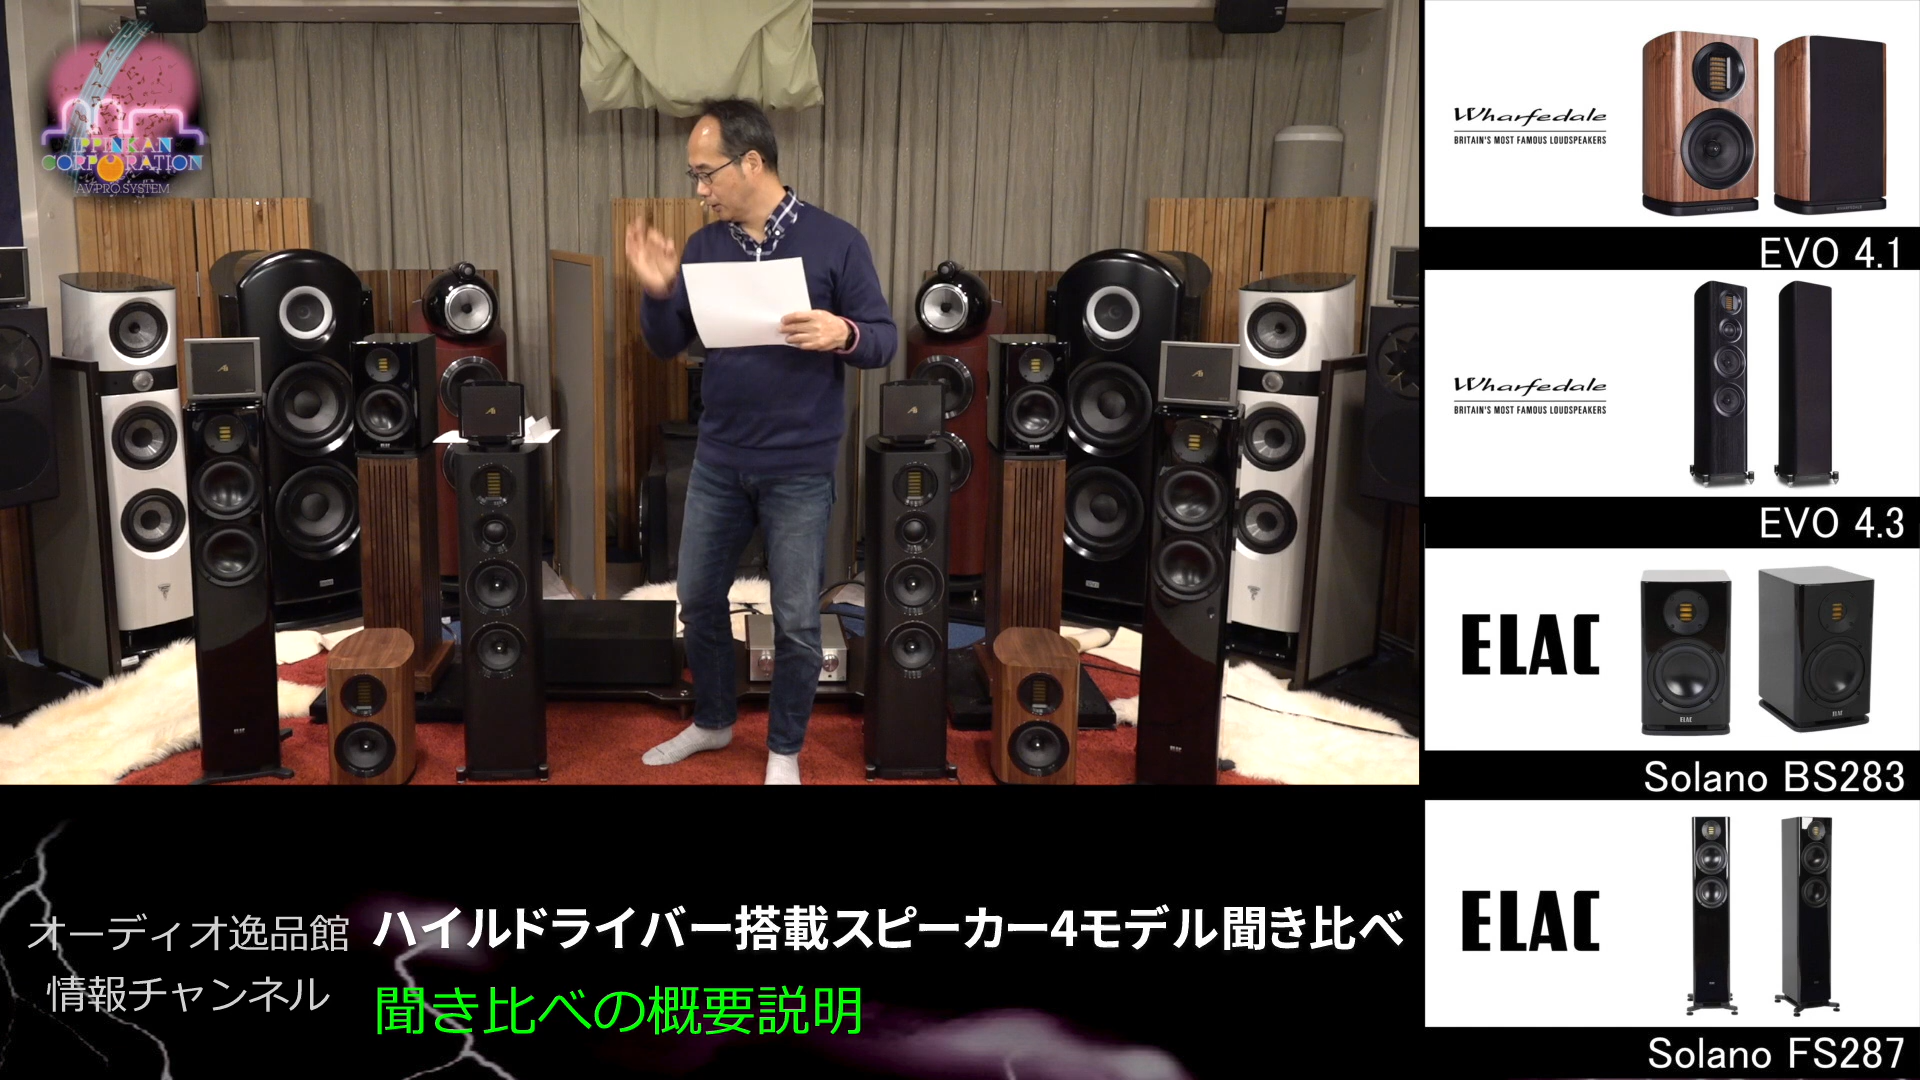 IPPINKAN
CORPORATION
AV-PRO.SYSTEM
Wharfedale
BRITAIN'S MOST FAMOUS LOUDSPEAKERS
EVO 4.1
Wharfedale
BRITAIN'S MOST FAMOUS LOUDSPEAKERS
EVO 4.3
ELAC
ELAC
ELAC
Solano BS283
ELAC
Solano FS287
オーディオ逸品館
情報チャンネル
ハイルドライバー搭載スピーカー4モデル聞き比べ
聞き比べの概要説明